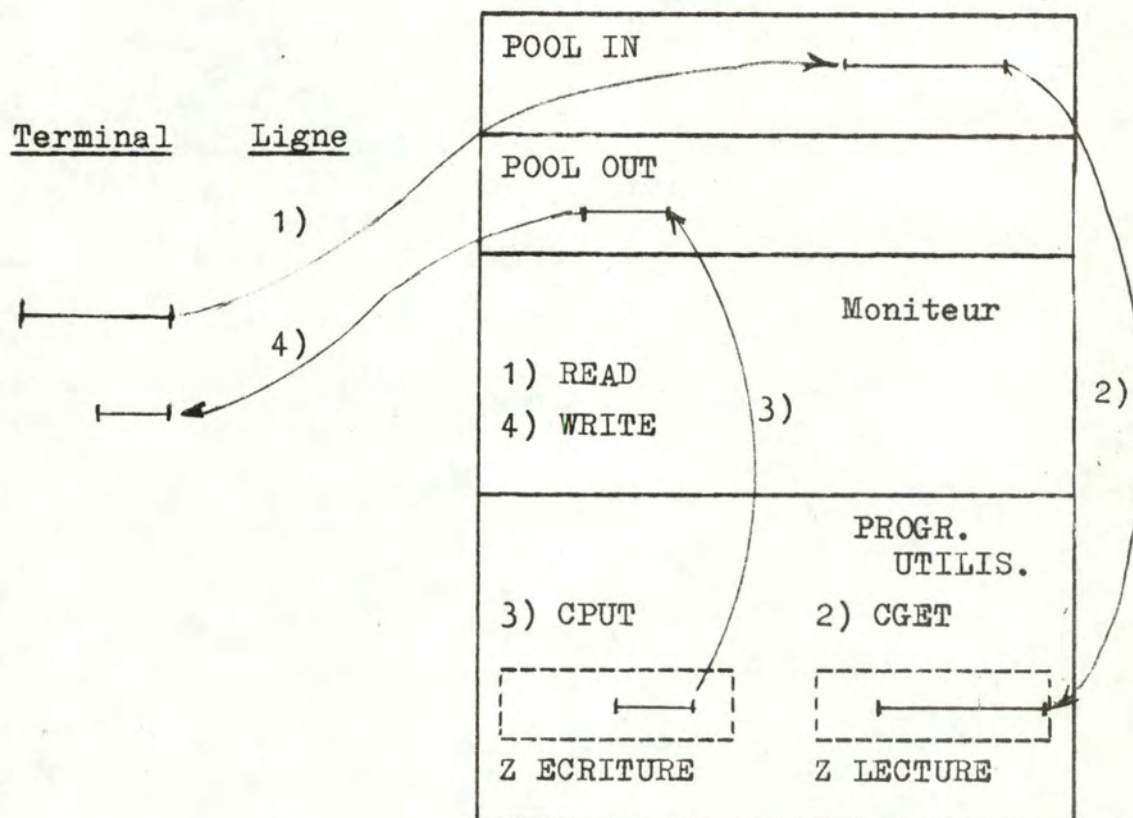 POOL IN
Terminal Ligne
POOL OUT
1)
Moniteur
4)
1) READ
3)
2)
4) WRITE
PROGR.
UTILIS.
3) CPUT
2) CGET
Z ECRITURE
Z LECTURE